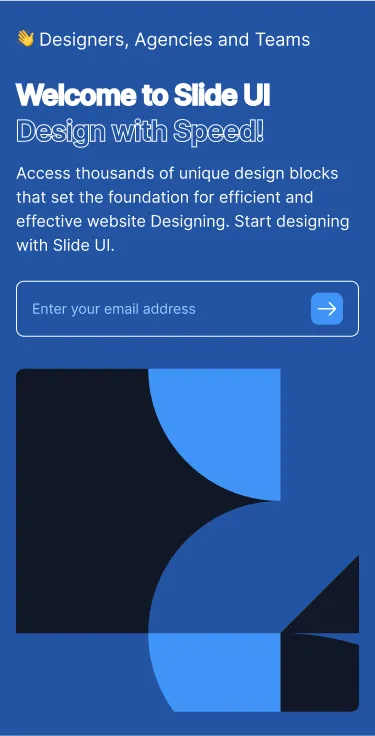 👋 Designers, Agencies and Teams
Welcome to Slide UI
Design with Speed!
Access thousands of unique design blocks
that set the foundation for efficient and
effective website Designing. Start designing
with Slide UI.
Enter your email address